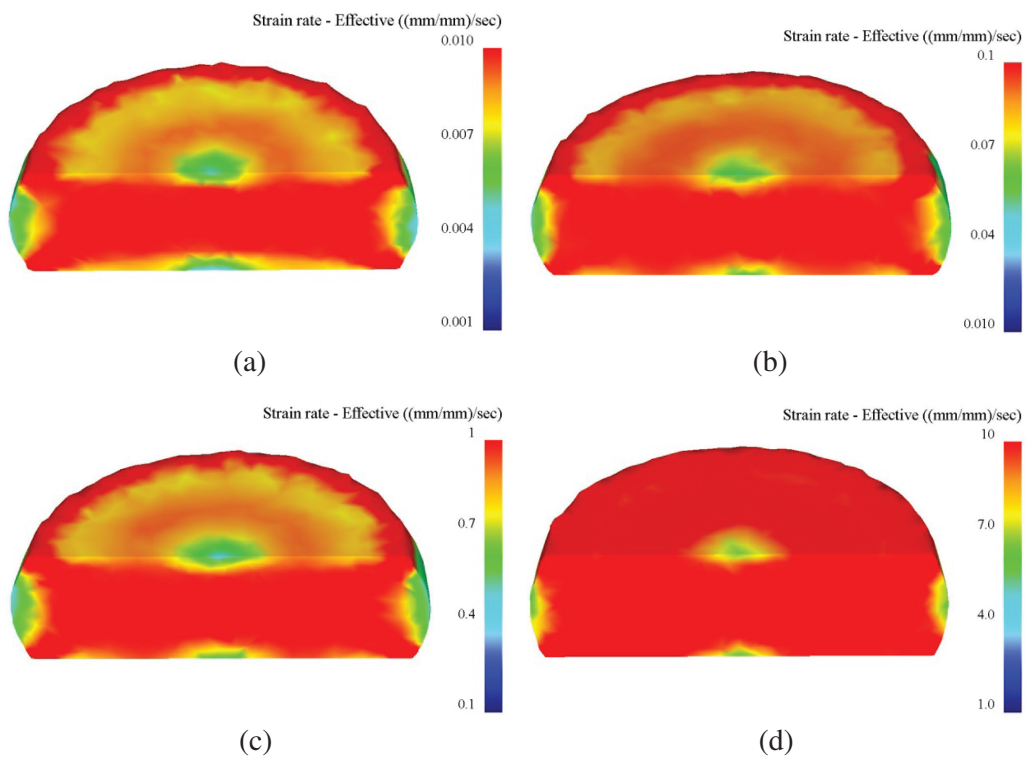 Strain rate - Effective ((mm/mm)/sec)
0.010
0.007
0.004
0.001
(a)
Strain rate - Effective ((mm/mm)/sec)
0.1
0.07
0.04
0.010
(b)
Strain rate - Effective ((mm/mm)/sec)
1
0.7
0.4
0.1
(c)
Strain rate - Effective ((mm/mm)/sec)
10
7.0
4.0
1.0
(d)